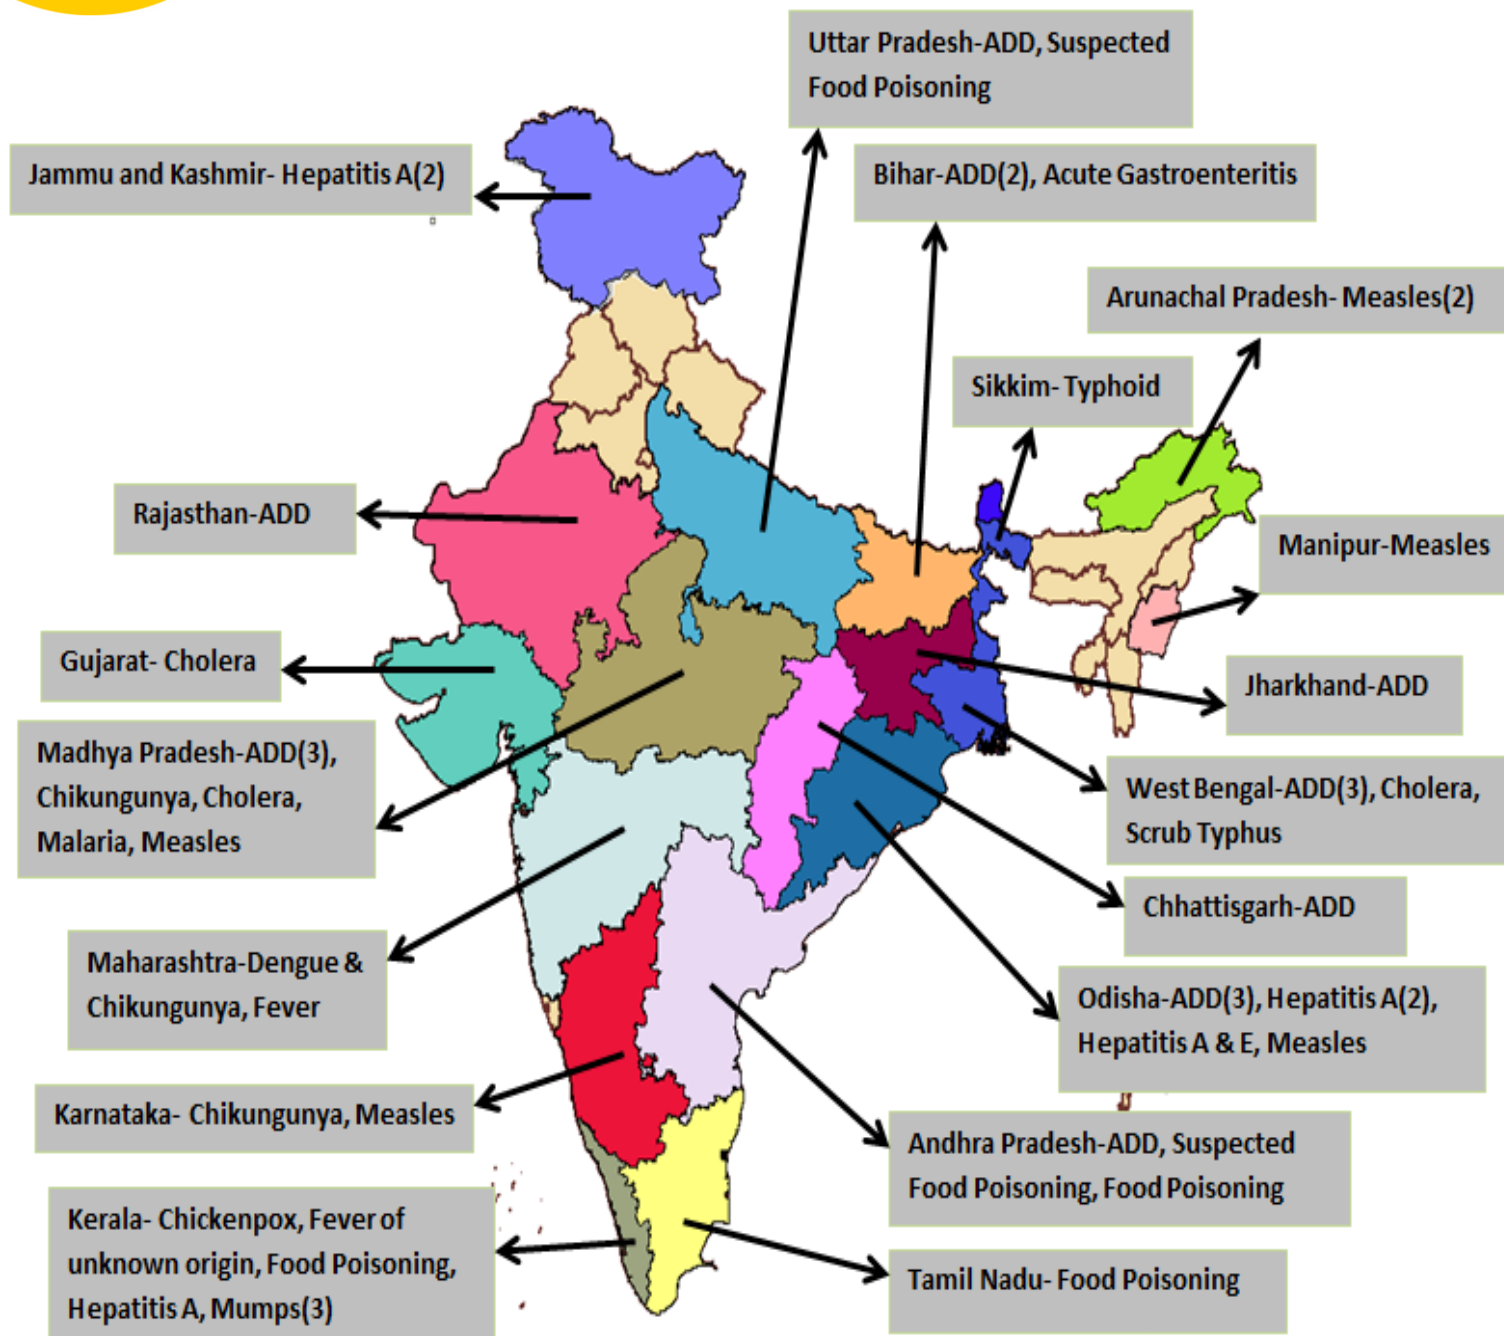 Uttar Pradesh-ADD, Suspected
Food Poisoning
Jammu and Kashmir- Hepatitis A(2)
Bihar-ADD(2), Acute Gastroenteritis
Arunachal Pradesh- Measles(2)
Sikkim- Typhoid
Rajasthan-ADD
Manipur-Measles
Gujarat- Cholera
Jharkhand-ADD
Madhya Pradesh-ADD(3),
Chikungunya, Cholera,
Malaria, Measles
West Bengal-ADD(3), Cholera,
Scrub Typhus
Chhattisgarh-ADD
Maharashtra-Dengue &
Chikungunya, Fever
Odisha-ADD(3), Hepatitis A(2),
Hepatitis A & E, Measles
Karnataka- Chikungunya, Measles
Andhra Pradesh-ADD, Suspected
Food Poisoning, Food Poisoning
Kerala- Chickenpox, Fever of
unknown origin, Food Poisoning,
Hepatitis A, Mumps(3)
Tamil Nadu- Food Poisoning